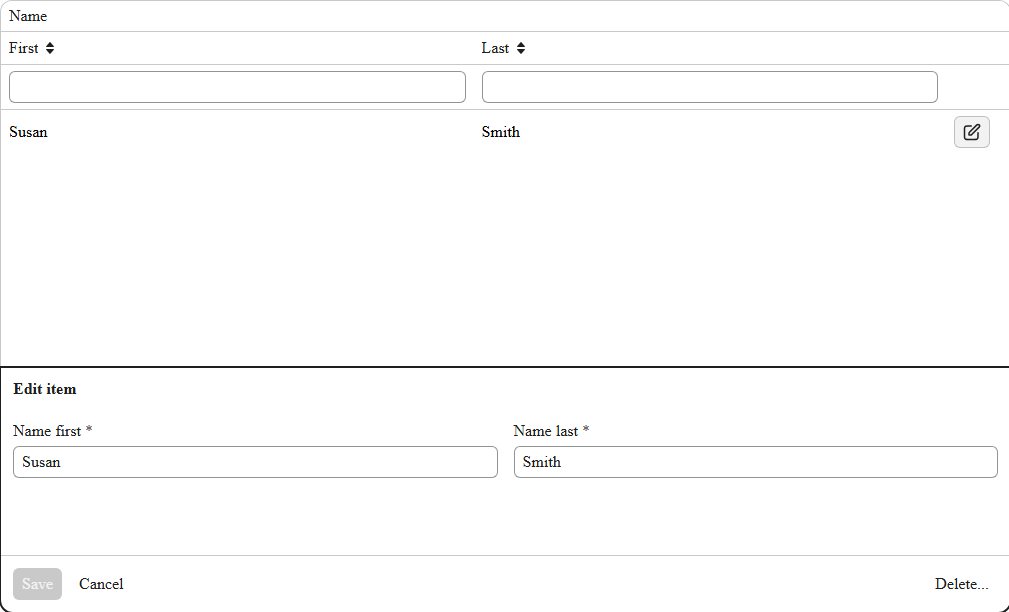 Name
First Last
Susan Smith
Edit item
Name first * Name last *
Susan Smith
Save Cancel Delete...